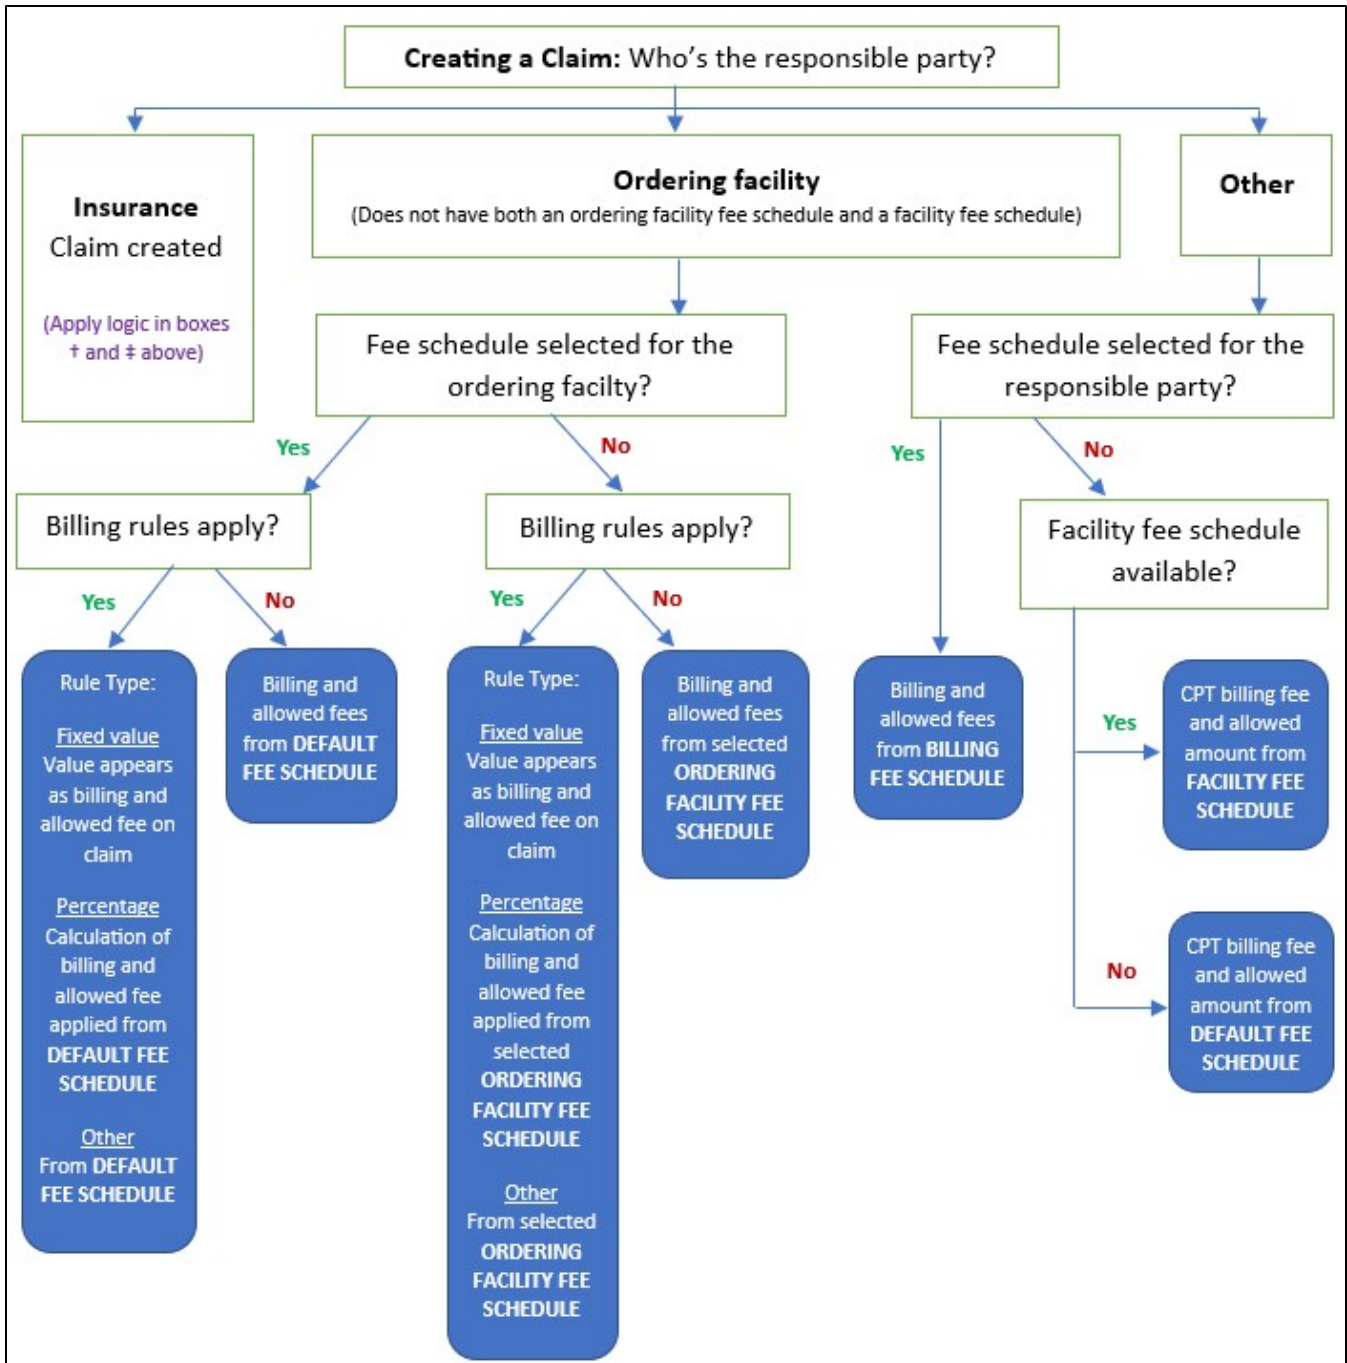 Creating a Claim: Who's the responsible party?
Insurance
Claim created
(Apply logic in boxes
† and ‡ above)
Ordering facility
(Does not have both an ordering facility fee schedule and a facility fee schedule)
Other
Fee schedule selected for the
ordering facilty?
Fee schedule selected for the
responsible party?
Yes
No
Yes
No
Billing rules apply?
Billing rules apply?
Facility fee schedule
available?
Yes
No
Yes
No
Rule Type:
Fixed value
Value appears
as billing and
allowed fee on
claim
Percentage
Calculation of
billing and
allowed fee
applied from
DEFAULT FEE
SCHEDULE
Other
From DEFAULT
FEE SCHEDULE
Billing and
allowed fees
from DEFAULT
FEE SCHEDULE
Rule Type:
Fixed value
Value appears
as billing and
allowed fee on
claim
Percentage
Calculation of
billing and
allowed fee
applied from
selected
ORDERING
FACILITY FEE
SCHEDULE
Other
From selected
ORDERING
FACILITY FEE
SCHEDULE
Billing and
allowed fees
from selected
ORDERING
FACILITY FEE
SCHEDULE
Billing and
allowed fees
from BILLING
FEE SCHEDULE
Yes
CPT billing fee
and allowed
amount from
FACIILTY FEE
SCHEDULE
No
CPT billing fee
and allowed
amount from
DEFAULT FEE
SCHEDULE